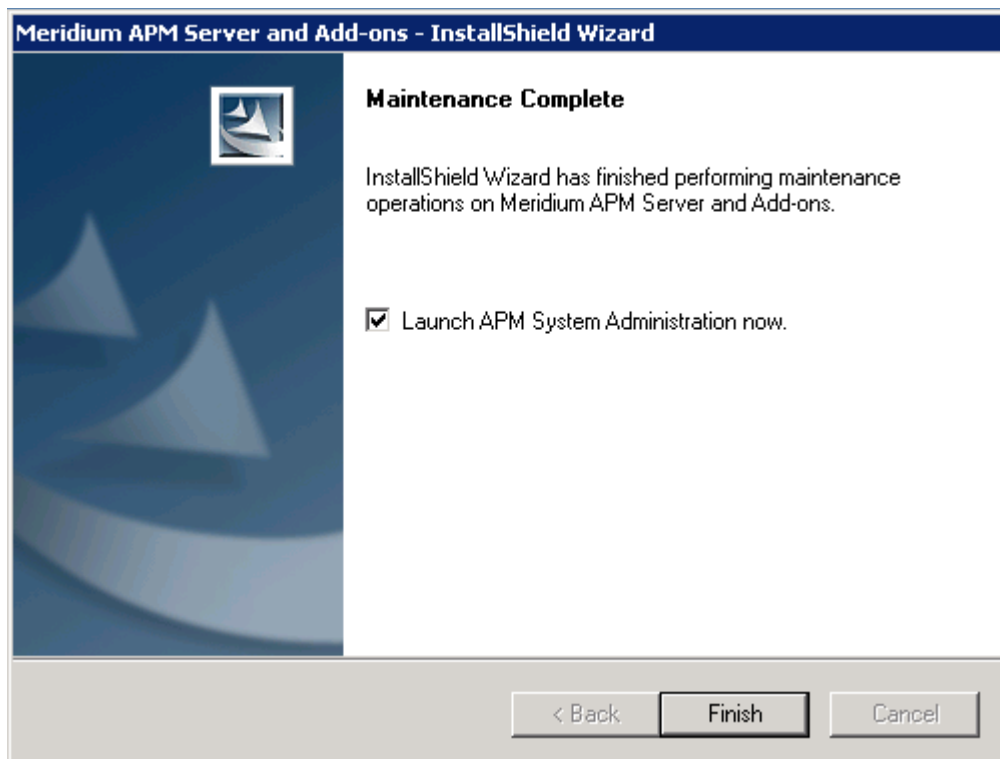 Meridium APM Server and Add-ons - InstallShield Wizard
Maintenance Complete
InstallShield Wizard has finished performing maintenance
operations on Meridium APM Server and Add-ons.
Launch APM System Administration now.
< Back
Finish
Cancel